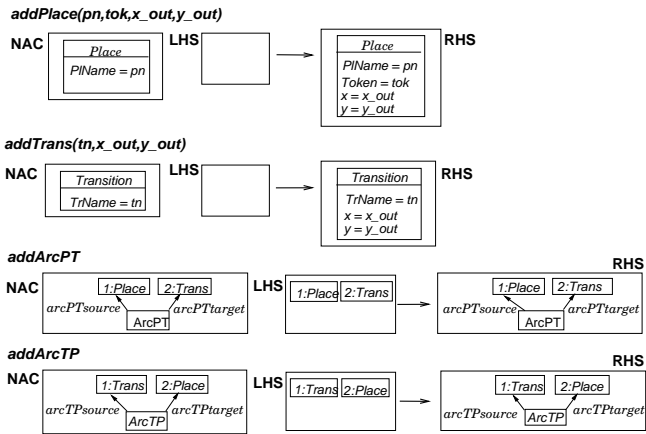 addPlace(pn,tok,x_out,y_out)
NAC
Place
PlName = pn
LHS
Place
PlName = pn
Token = tok
x = x_out
y = y_out
RHS
addTrans(tn,x_out,y_out)
NAC
Transition
TrName = tn
LHS
Transition
TrName = tn
x = x_out
y = y_out
RHS
addArcPT
NAC
1:Place 2:Trans
arcPTsource arcPTtarget
ArcPT
LHS
1:Place 2:Trans
RHS
1:Place 2:Trans
arcPTsource arcPTtarget
ArcPT
addArcTP
NAC
1:Trans 2:Place
arcTPsource arcTPtarget
ArcTP
LHS
1:Trans 2:Place
RHS
1:Trans 2:Place
arcTPsource arcTPtarget
ArcTP